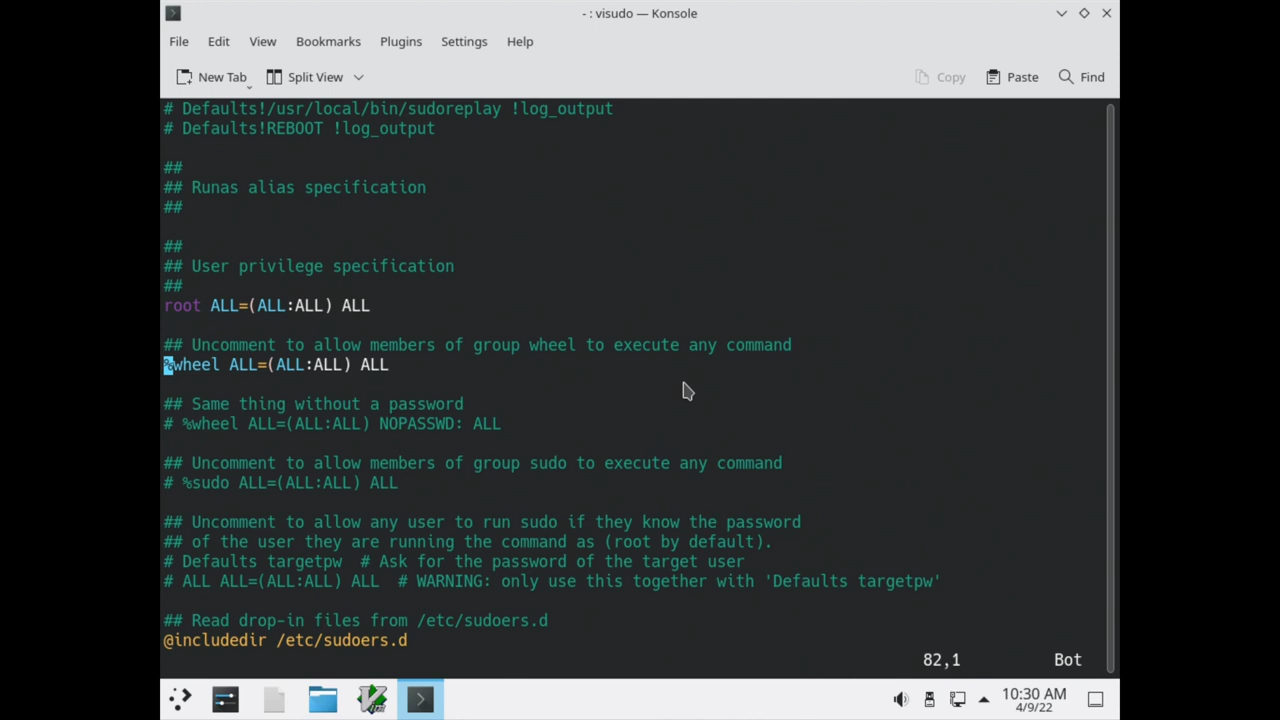 - : visudo — Konsole
File Edit View Bookmarks Plugins Settings Help
New Tab Split View Copy Paste Find
# Defaults!/usr/local/bin/sudoreplay !log_output
# Defaults!REBOOT !log_output
##
## Runas alias specification
##
##
## User privilege specification
##
root ALL=(ALL:ALL) ALL
## Uncomment to allow members of group wheel to execute any command
%wheel ALL=(ALL:ALL) ALL
## Same thing without a password
# %wheel ALL=(ALL:ALL) NOPASSWD: ALL
## Uncomment to allow members of group sudo to execute any command
# %sudo ALL=(ALL:ALL) ALL
## Uncomment to allow any user to run sudo if they know the password
## of the user they are running the command as (root by default).
# Defaults targetpw # Ask for the password of the target user
# ALL ALL=(ALL:ALL) ALL # WARNING: only use this together with 'Defaults targetpw'
## Read drop-in files from /etc/sudoers.d
@includedir /etc/sudoers.d
82,1 Bot
10:30 AM
4/9/22